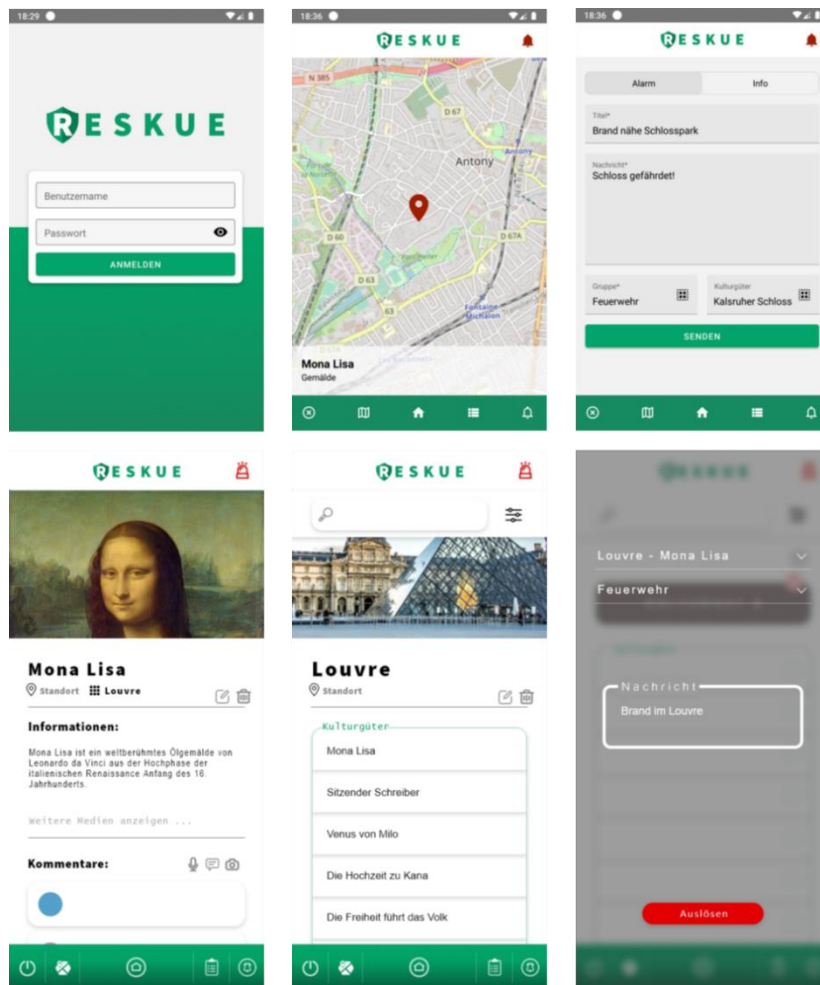 18:29
RESKUE
Benutzername
Passwort
ANMELDEN
18:36
RESKUE
N 385
D 67
Antony
Antony
D 60
D 67A
D 63
63
Fontaine
Michalon
Mona Lisa
Gemälde
18:36
RESKUE
Alarm
Info
Titel*
Brand nähe Schlosspark
Nachricht*
Schloss gefährdet!
Gruppe*
Feuerwehr
Kulturgüter
Kalsruher Schloss
SENDEN
RESKUE
Mona Lisa
Standort Louvre
Informationen:
Mona Lisa ist ein weltberühmtes Ölgemälde von
Leonardo da Vinci aus der Hochphase der
italienischen Renaissance Anfang des 16.
Jahrhunderts.
Weitere Medien anzeigen ...
Kommentare:
RESKUE
Louvre
Standort
Kulturgüter
Mona Lisa
Sitzender Schreiber
Venus von Milo
Die Hochzeit zu Kana
Die Freiheit führt das Volk
Louvre - Mona Lisa
Feuerwehr
Nachricht
Brand im Louvre
Auslösen